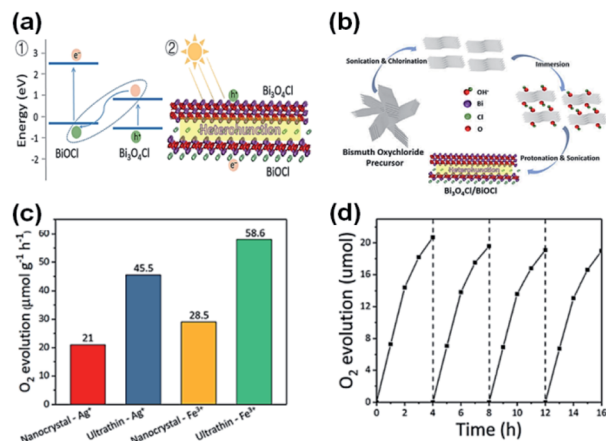 (a)
①
②
Energy (eV)
3
2
1
0
-1
-2
e⁻
h⁺
BiOCl
Bi₃O₄Cl
h⁺
Bi₃O₄Cl
Heterojunction
e⁻
BiOCl
(b)
Sonication & Chlorination
Immersion
OH⁻
Bi
Cl
O
Bismuth Oxychloride
Precursor
Protonation & Sonication
Heterojunction
Bi₃O₄Cl/BiOCl
(c)
O₂ evolution (μmol g⁻¹ h⁻¹)
70
60
50
40
30
20
10
0
21
45.5
28.5
58.6
Nanocrystal - Ag⁺
Ultrathin - Ag⁺
Nanocrystal - Fe³⁺
Ultrathin - Fe³⁺
(d)
O₂ evolution (umol)
20
16
12
8
4
0
0 2 4 6 8 10 12 14 16
Time (h)